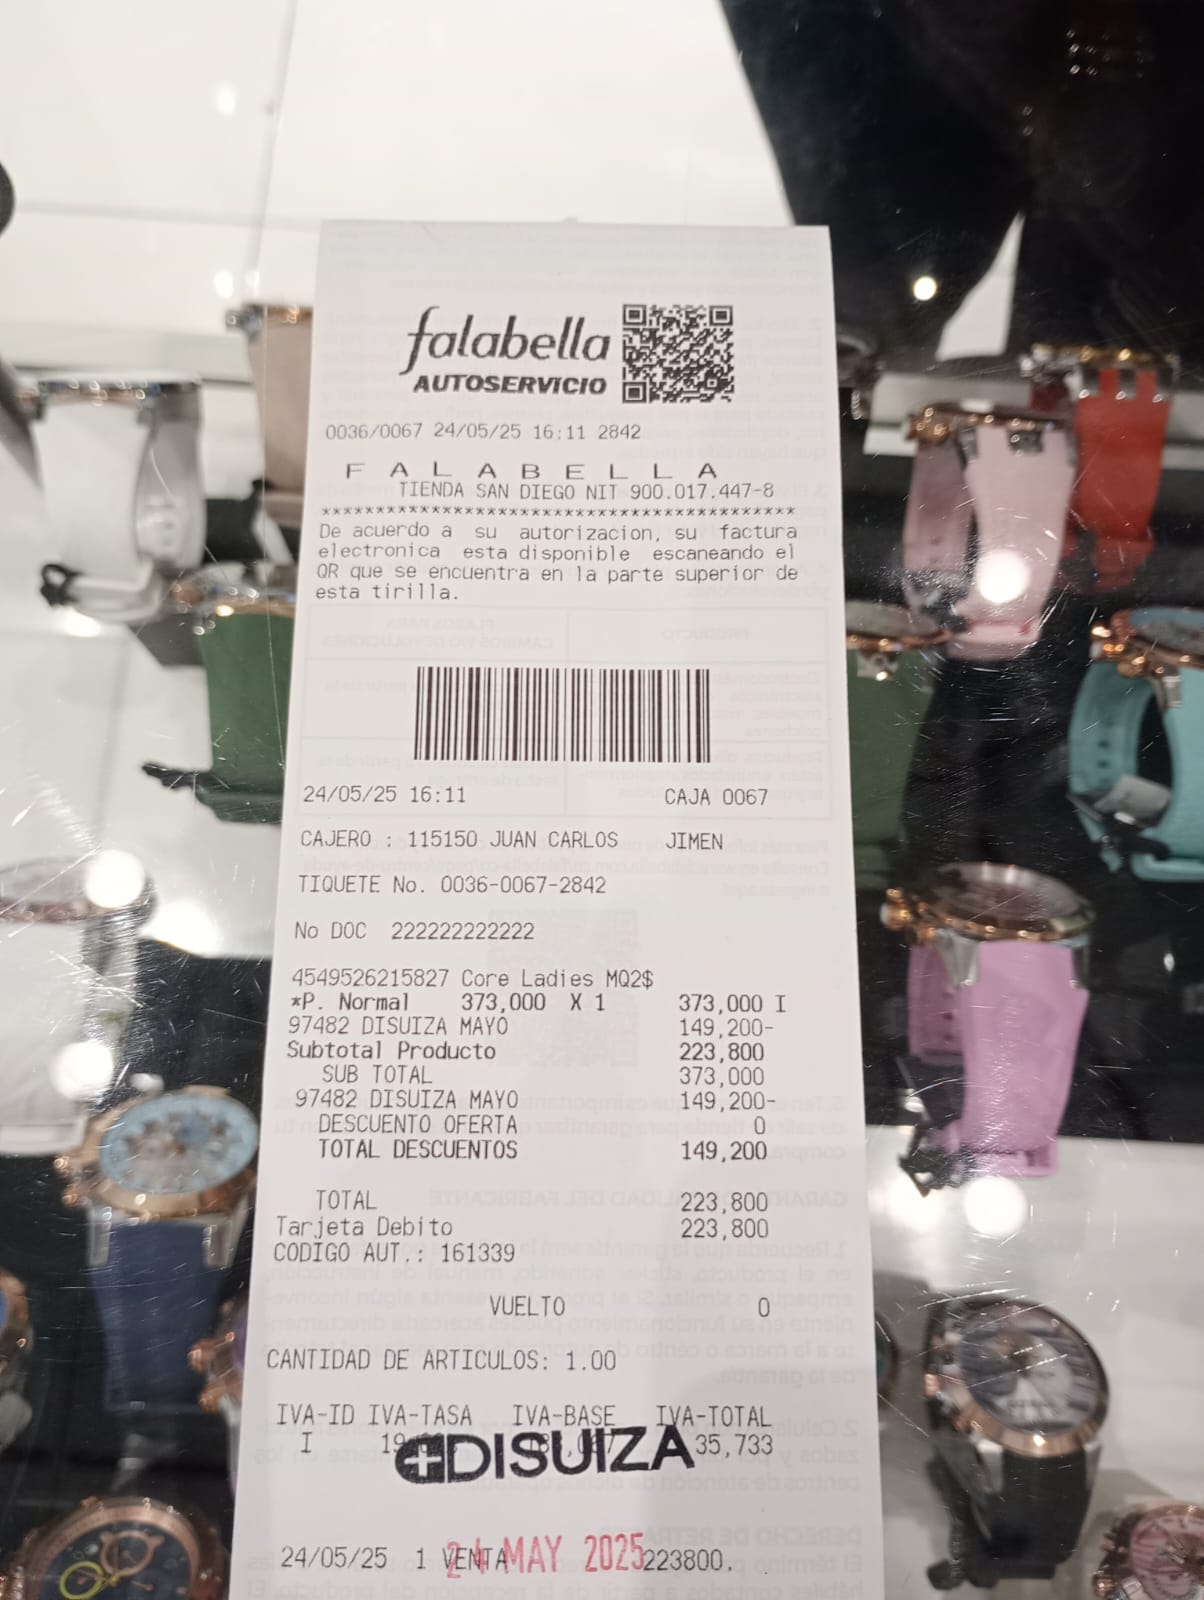 falabella
AUTOSERVICIO
0036/0067 24/05/25 16:11 2842
F A L A B E L L A
TIENDA SAN DIEGO NIT 900.017.447-8
******************************************
De acuerdo a su autorizacion, su factura
electronica esta disponible escaneando el
QR que se encuentra en la parte superior de
esta tirilla.
24/05/25 16:11 CAJA 0067
CAJERO : 115150 JUAN CARLOS JIMEN
TIQUETE No. 0036-0067-2842
No DOC 222222222222
4549526215827 Core Ladies MQ2$
*P. Normal 373,000 X 1 373,000 I
97482 DISUIZA MAYO 149,200-
Subtotal Producto 223,800
SUB TOTAL 373,000
97482 DISUIZA MAYO 149,200-
DESCUENTO OFERTA 0
TOTAL DESCUENTOS 149,200
TOTAL 223,800
Tarjeta Debito 223,800
CODIGO AUT.: 161339
VUELTO 0
CANTIDAD DE ARTICULOS: 1.00
IVA-ID IVA-TASA IVA-BASE IVA-TOTAL
I 35,733
DISUIZA
24/05/25 1 VENTA 223800.
24 MAY 2025